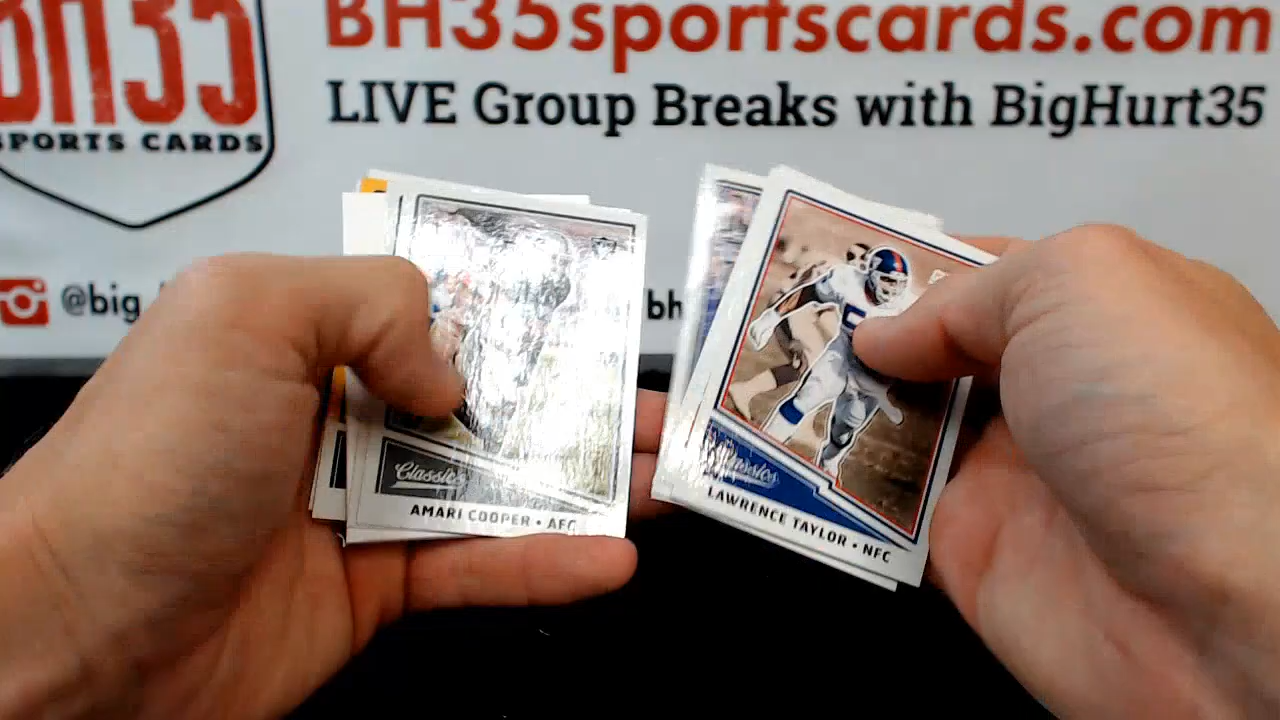 BH35
SPORTS CARDS
BH35sportscards.com
LIVE Group Breaks with BigHurt35
@big
bh
Classics
AMARI COOPER • AFC
Classics
LAWRENCE TAYLOR • NFC